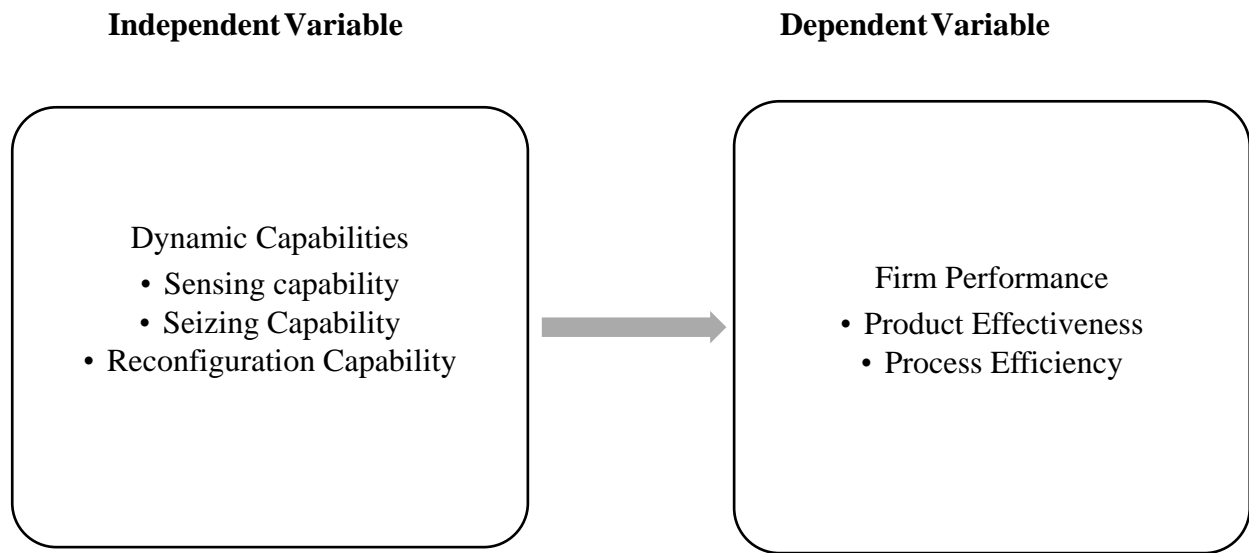 Independent Variable
Dependent Variable
Dynamic Capabilities
• Sensing capability
• Seizing Capability
• Reconfiguration Capability
Firm Performance
• Product Effectiveness
• Process Efficiency